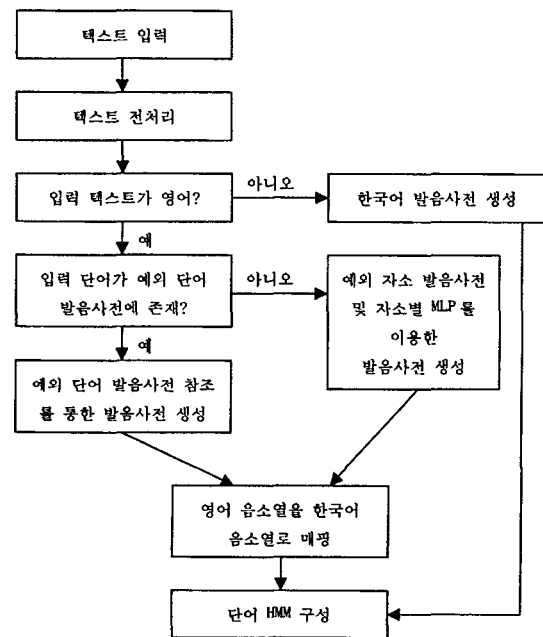 텍스트 입력
텍스트 전처리
입력 텍스트가 영어?
아니오
한국어 발음사전 생성
예
입력 단어가 예외 단어
발음사전에 존재?
아니오
예외 자소 발음사전
및 자소별 MLP 를
이용한
발음사전 생성
예
예외 단어 발음사전 참조
를 통한 발음사전 생성
영어 음소열을 한국어
음소열로 매핑
단어 HMM 구성